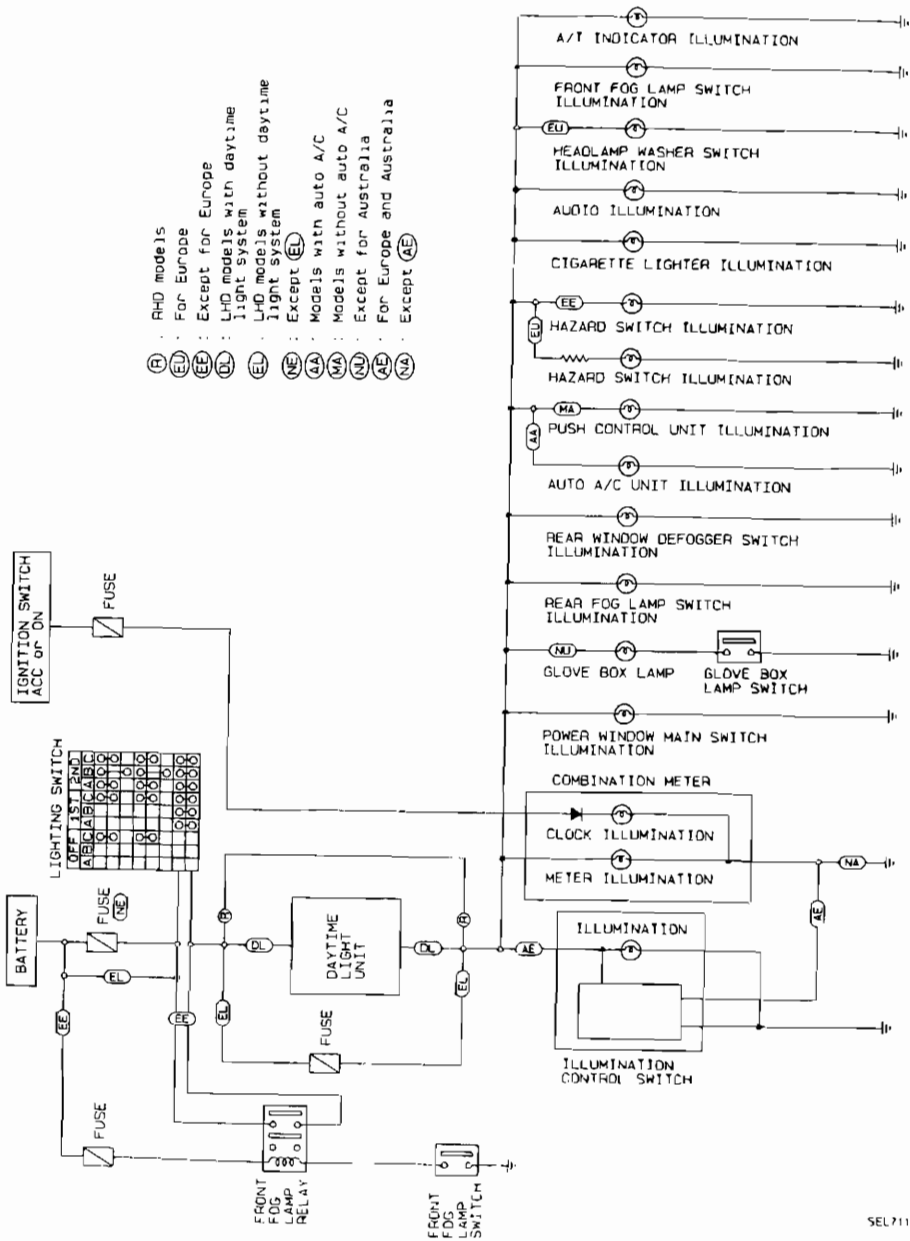 A/T INDICATOR ILLUMINATION
FRONT FOG LAMP SWITCH
ILLUMINATION
EU
HEADLAMP WASHER SWITCH
ILLUMINATION
AUDIO ILLUMINATION
CIGARETTE LIGHTER ILLUMINATION
EE
EU
HAZARD SWITCH ILLUMINATION
HAZARD SWITCH ILLUMINATION
MA
AA
PUSH CONTROL UNIT ILLUMINATION
AUTO A/C UNIT ILLUMINATION
REAR WINDOW DEFOGGER SWITCH
ILLUMINATION
REAR FOG LAMP SWITCH
ILLUMINATION
NU
GLOVE BOX LAMP
GLOVE BOX
LAMP SWITCH
POWER WINDOW MAIN SWITCH
ILLUMINATION
COMBINATION METER
CLOCK ILLUMINATION
METER ILLUMINATION
NA
AE
AE
ILLUMINATION
ILLUMINATION
CONTROL SWITCH
R : RHD models
EU : For Europe
EE : Except for Europe
DL : LHD models with daytime
light system
EL : LHD models without daytime
light system
NE : Except EL
AA : Models with auto A/C
MA : Models without auto A/C
NU : Except for Australia
AE : For Europe and Australia
NA : Except AE
IGNITION SWITCH
ACC or ON
FUSE
LIGHTING SWITCH
OFF 1ST 2ND
A B C A B C A B C
BATTERY
FUSE
NE
EL
EE
FUSE
EE
R
DL
EL
DAYTIME
LIGHT
UNIT
FUSE
R
DL
EL
FRONT
FOG
LAMP
RELAY
FRONT
FOG
LAMP
SWITCH
SEL711